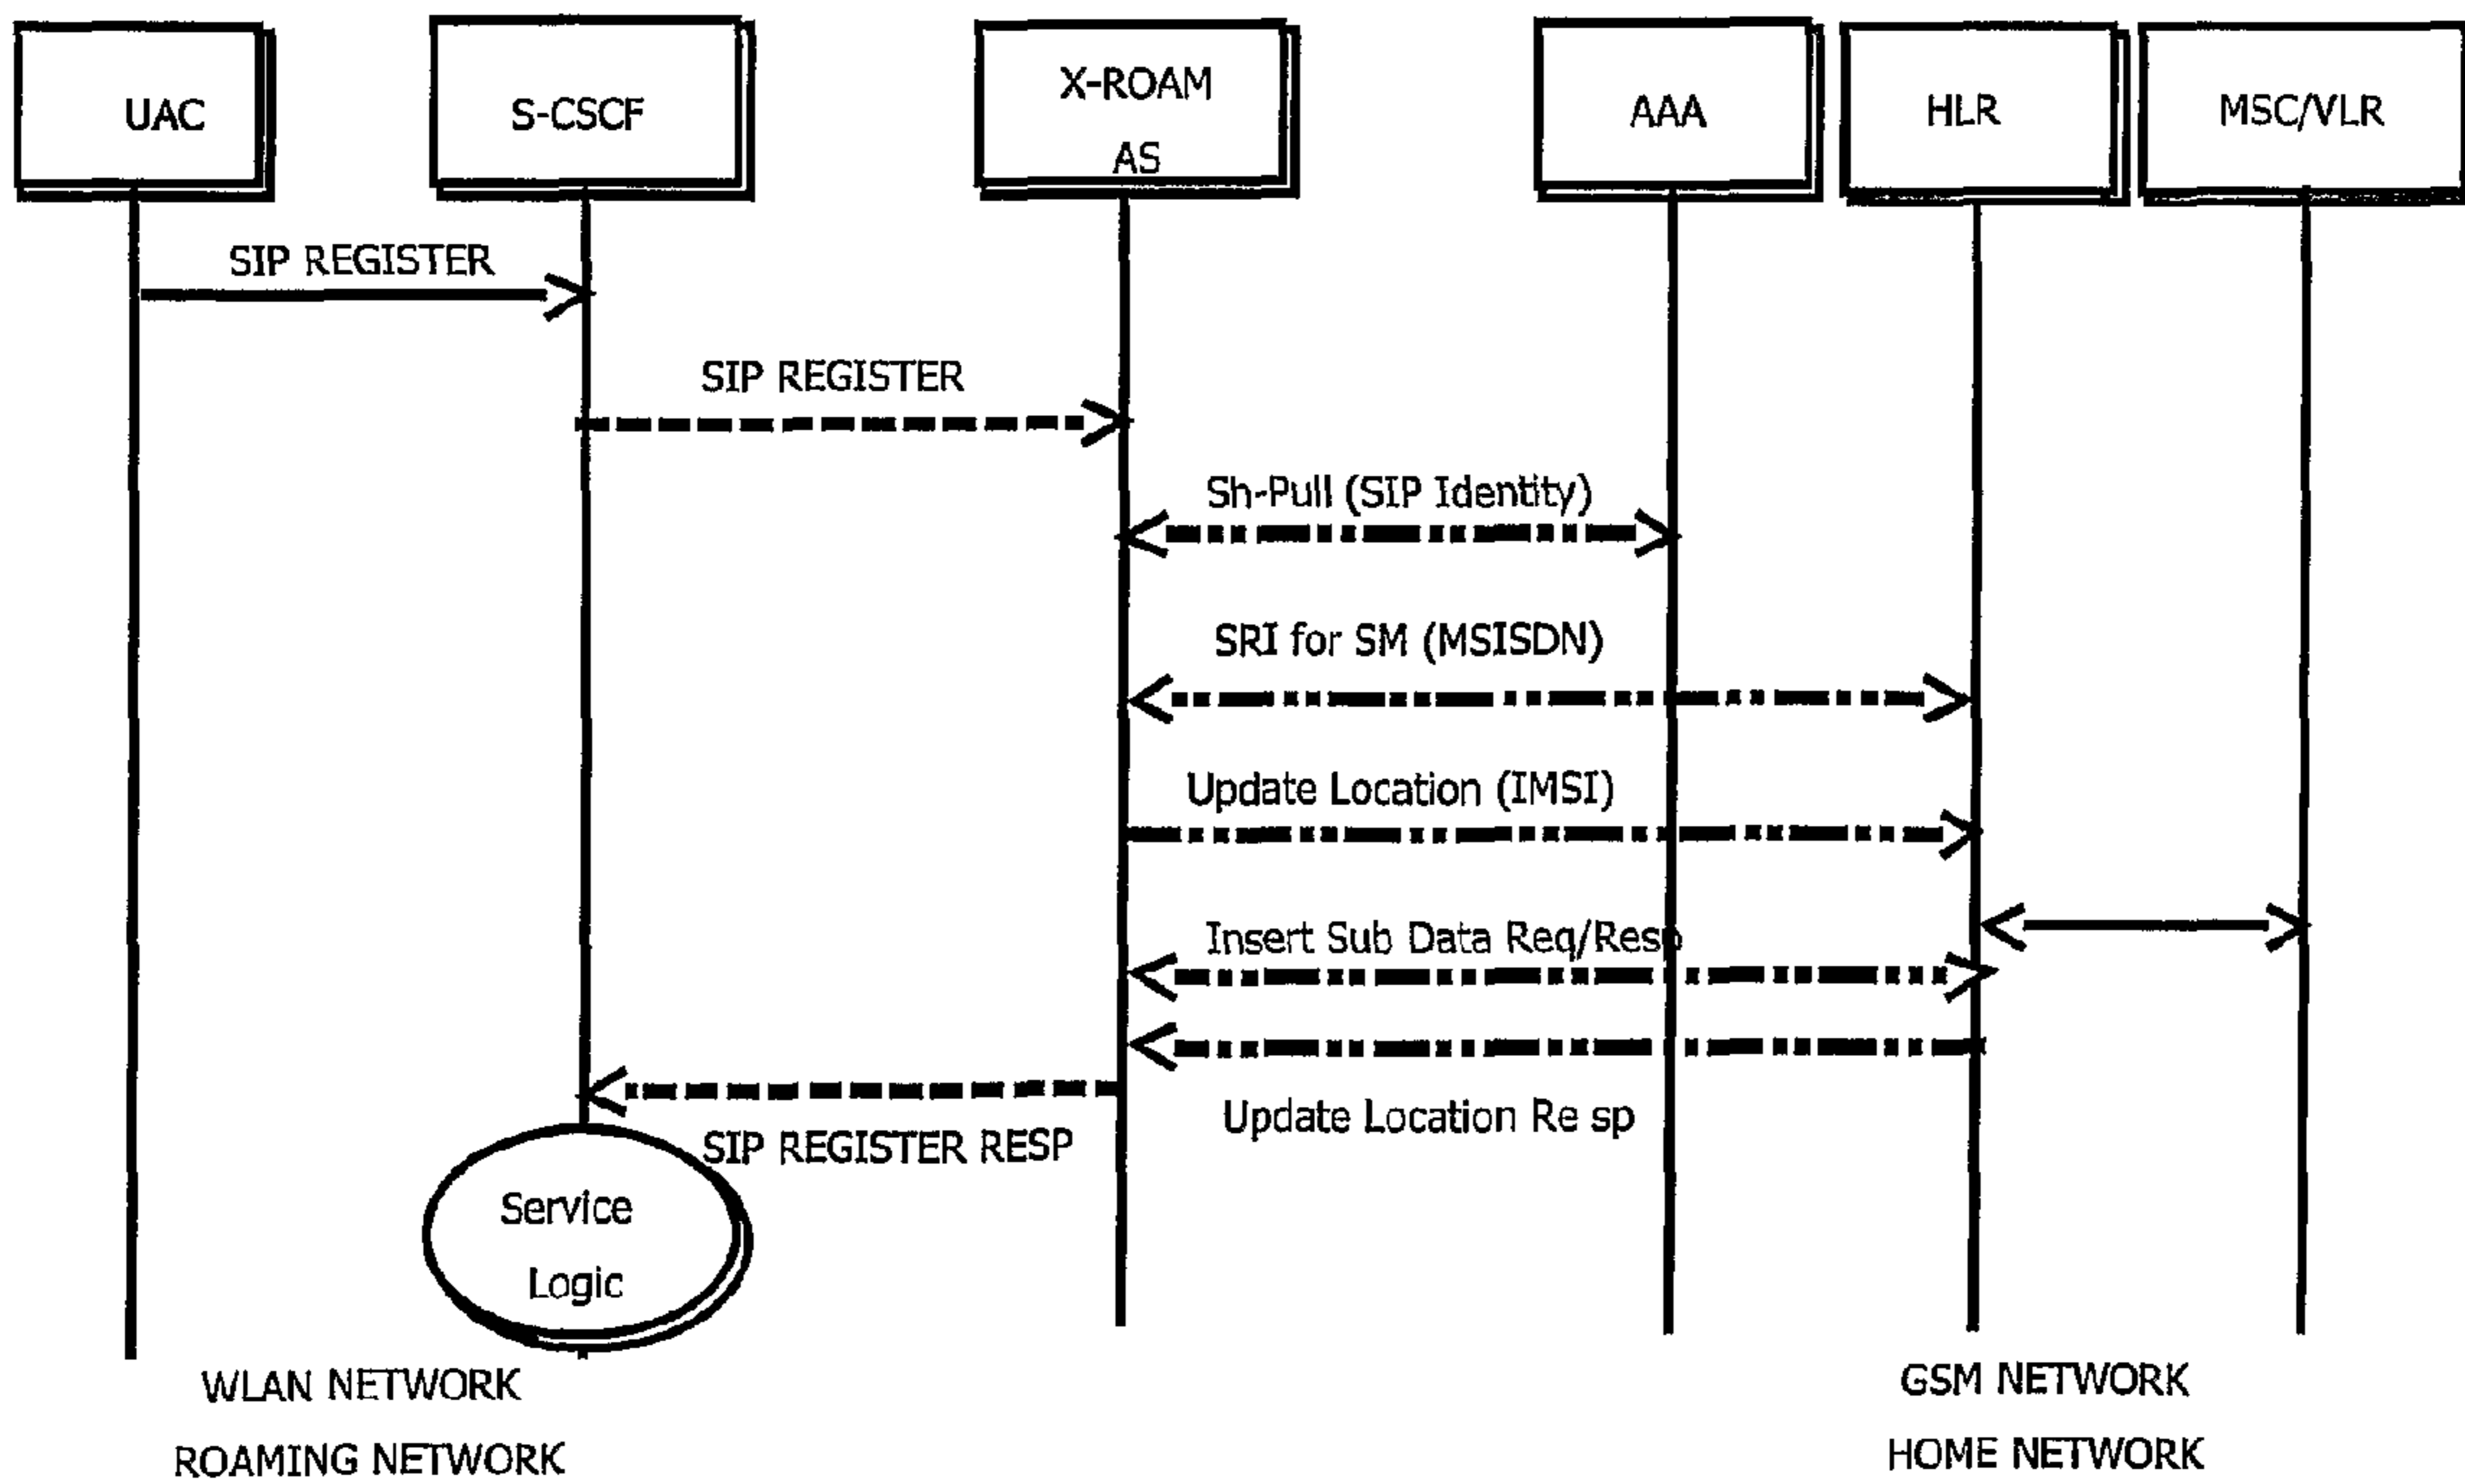 UAC
S-CSCF
X-ROAM
AS
AAA
HLR
MSC/VLR
SIP REGISTER
SIP REGISTER
Sh-Pull (SIP Identity)
SRI for SM (MSISDN)
Update Location (IMSI)
Insert Sub Data Req/Resp
Update Location Re sp
SIP REGISTER RESP
Service
Logic
WLAN NETWORK
ROAMING NETWORK
GSM NETWORK
HOME NETWORK